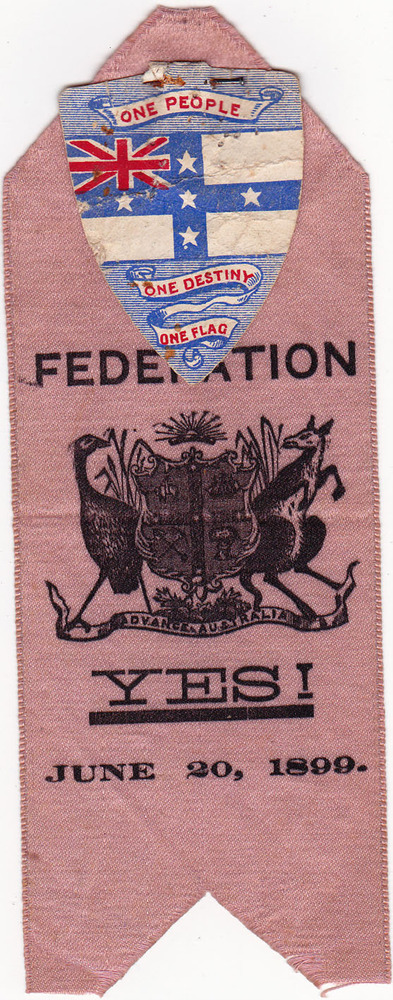 ONE PEOPLE
ONE DESTINY
ONE FLAG
FEDERATION
ADVANCE AUSTRALIA
YES!
JUNE 20, 1899.